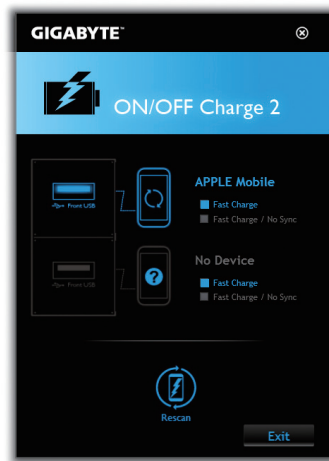 GIGABYTE™
ON/OFF Charge 2
Front USB
APPLE Mobile
Fast Charge
Fast Charge / No Sync
Front USB
?
No Device
Fast Charge
Fast Charge / No Sync
Rescan
Exit